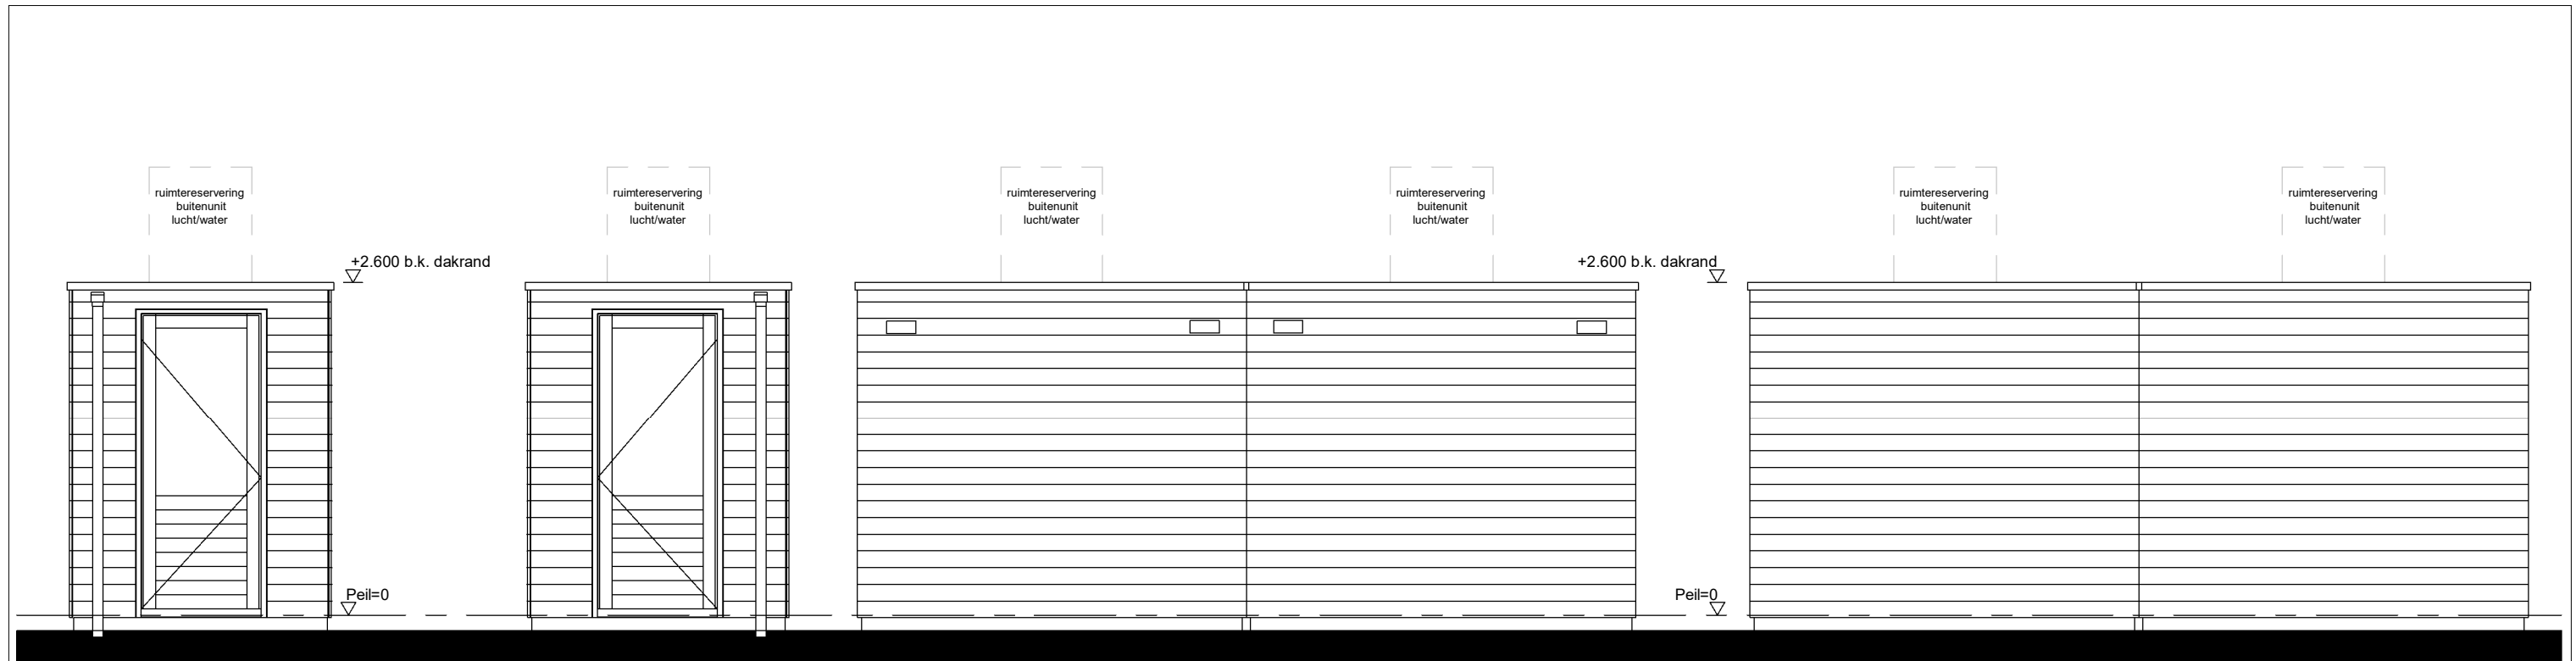 ruimtereservering
buitenunit
lucht/water
ruimtereservering
buitenunit
lucht/water
ruimtereservering
buitenunit
lucht/water
ruimtereservering
buitenunit
lucht/water
ruimtereservering
buitenunit
lucht/water
ruimtereservering
buitenunit
lucht/water
+2.600 b.k. dakrand
+2.600 b.k. dakrand
Peil=0
Peil=0